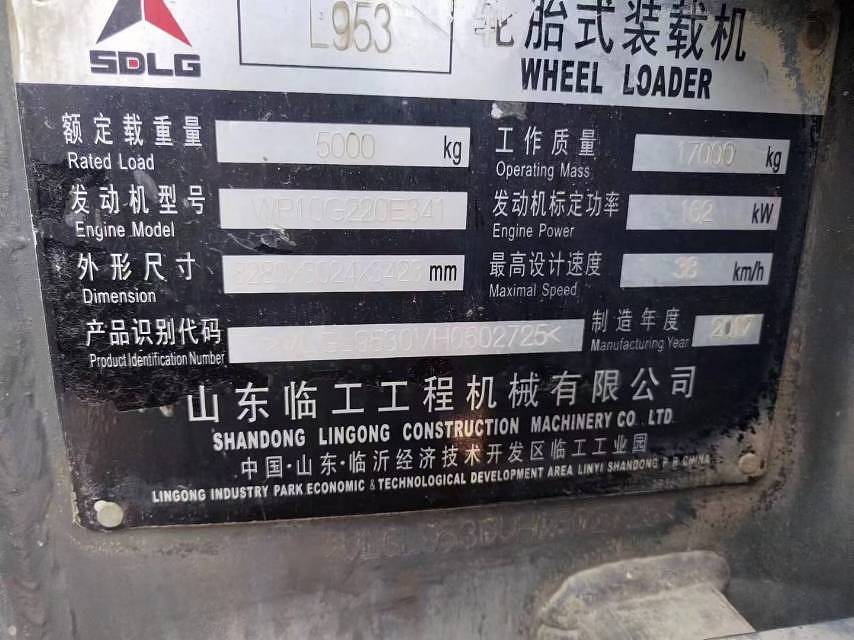 SDLG
L953
轮胎式装载机
WHEEL LOADER
额定载重量 5000 kg
Rated Load
工作质量 17000 kg
Operating Mass
发动机型号 WP10G220E341
Engine Model
发动机标定功率 162 kW
Engine Power
外形尺寸 mm
Dimension
最高设计速度 38 km/h
Maximal Speed
产品识别代码
Product Identification Number
制造年度 2017
Manufacturing Year
山东临工工程机械有限公司
SHANDONG LINGONG CONSTRUCTION MACHINERY CO. LTD.
中国·山东·临沂经济技术开发区临工工业园
LINGONG INDUSTRY PARK ECONOMIC & TECHNOLOGICAL DEVELOPMENT AREA LINYI SHANDONG P R CHINA